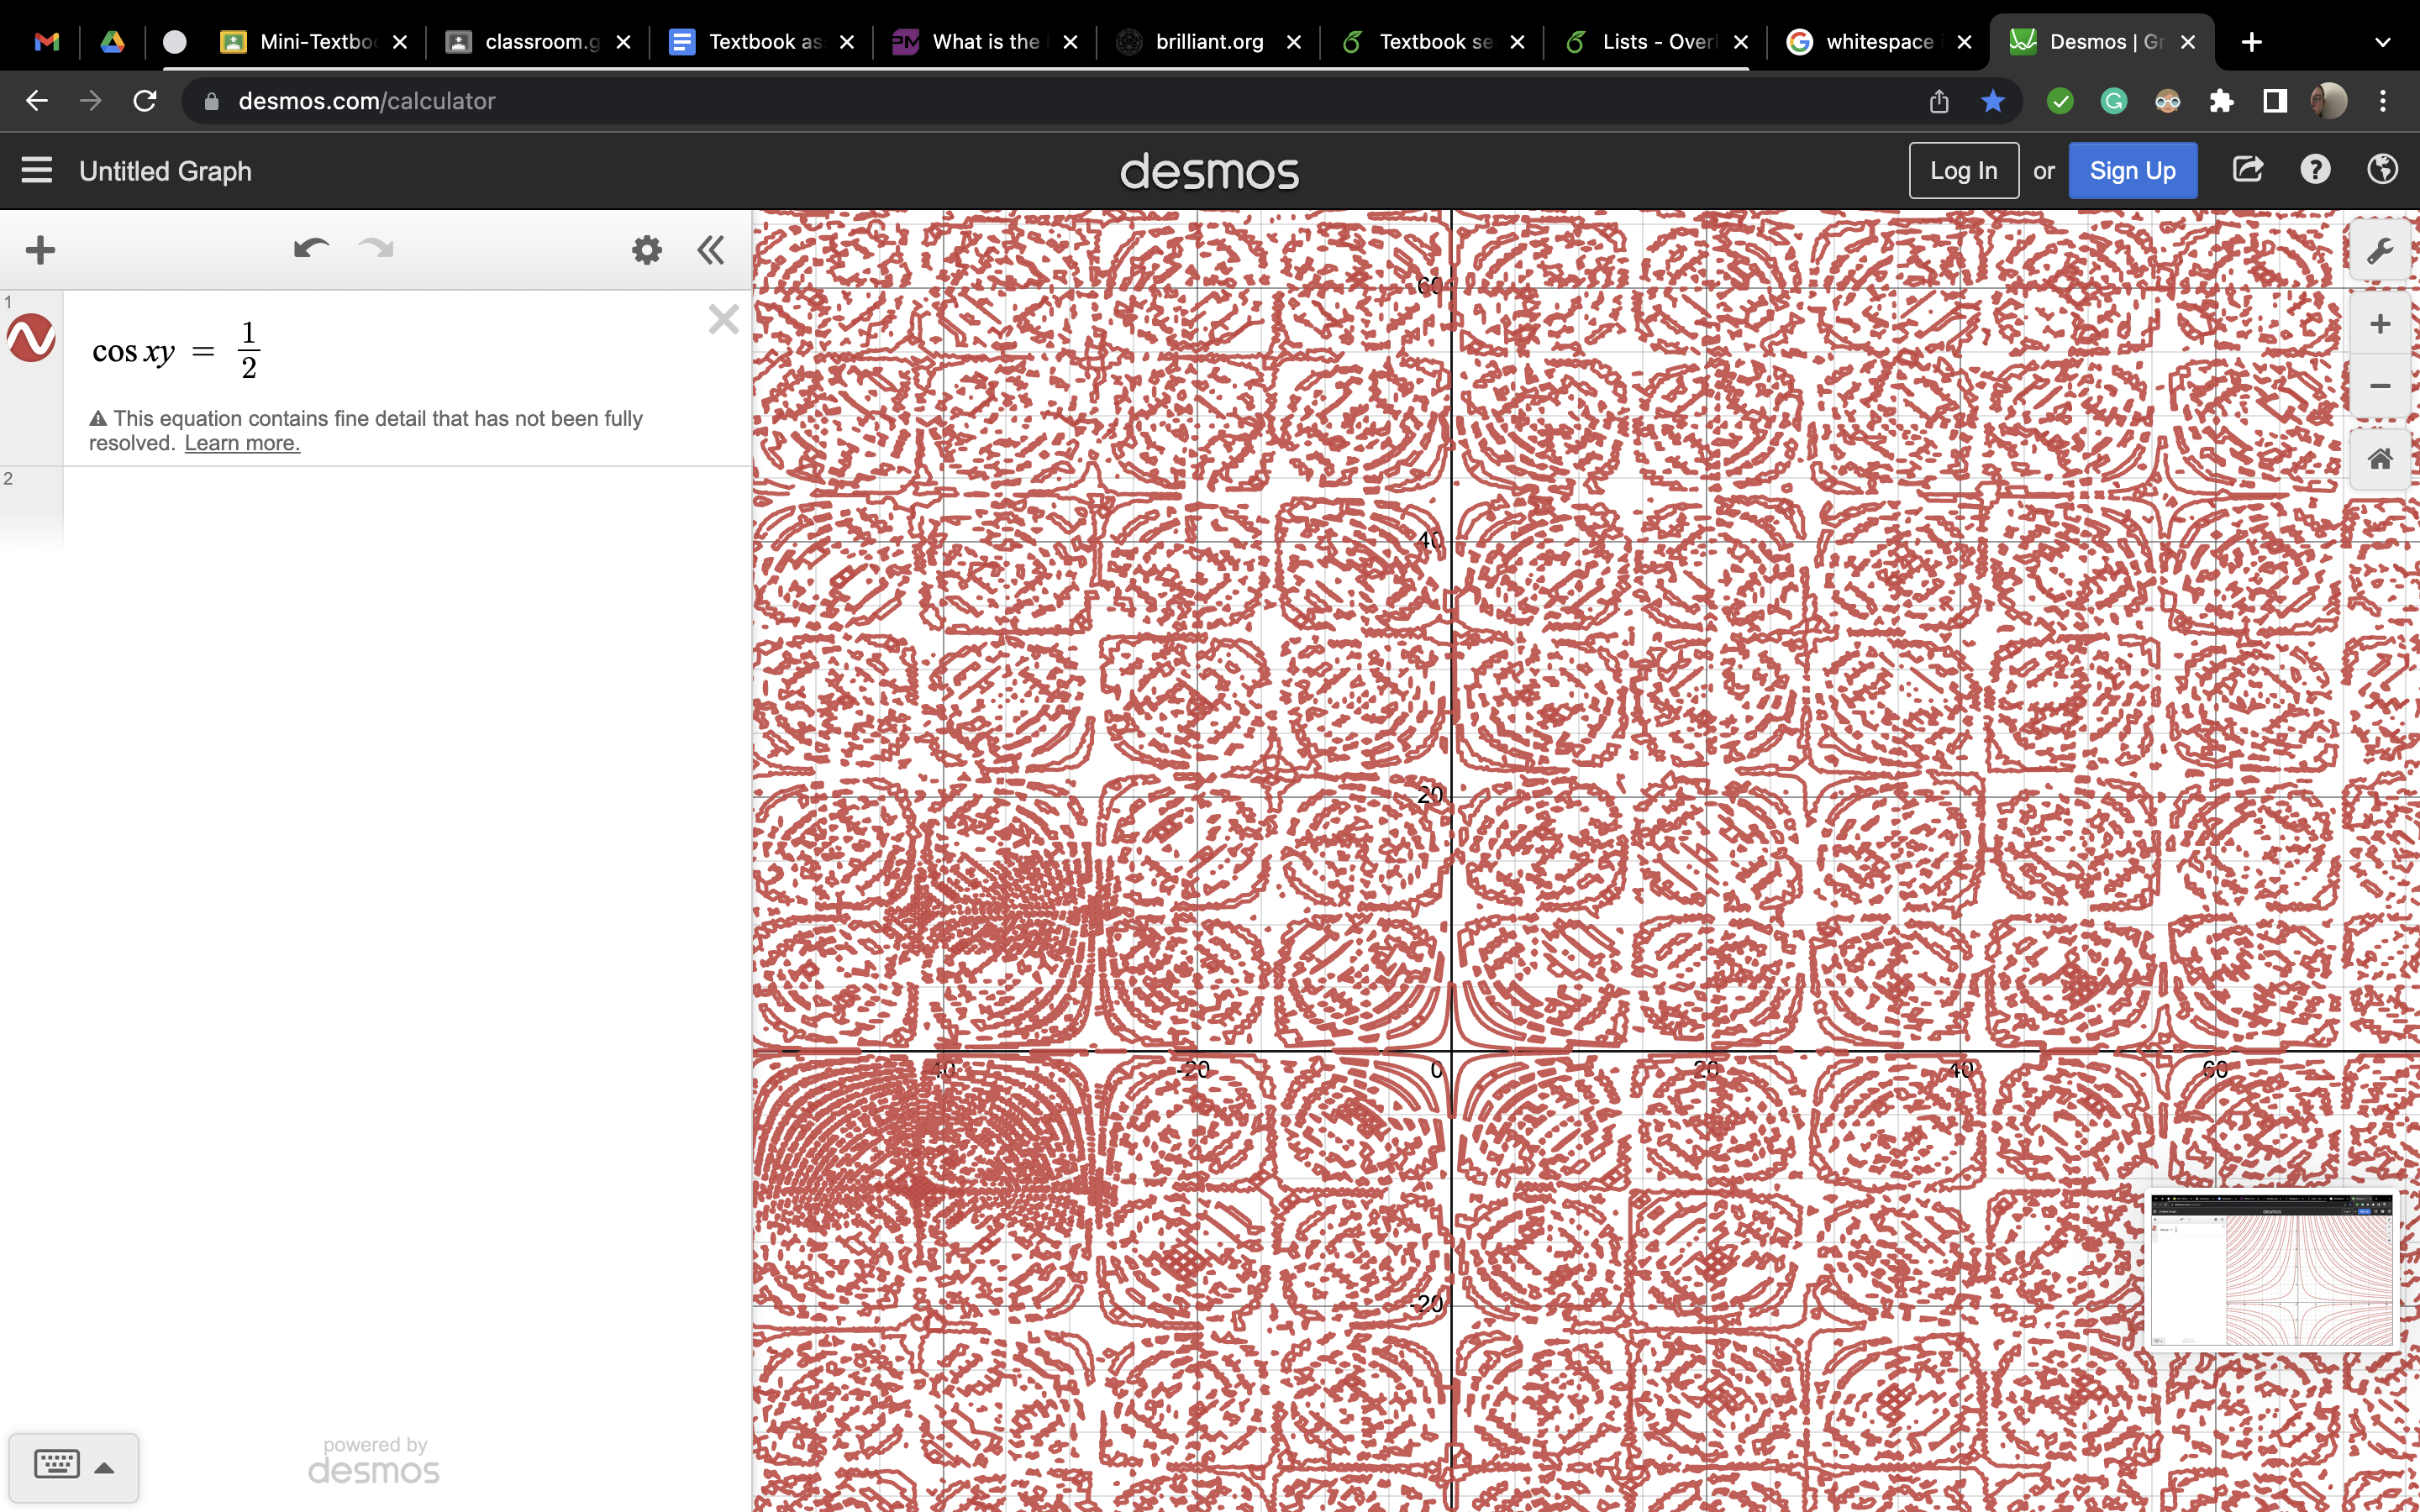 Mini-Textboo
classroom.g
Textbook as
What is the
brilliant.org
Textbook se
Lists - Overl
whitespace
Desmos | Gr
desmos.com/calculator
Untitled Graph
desmos
Log In
or
Sign Up
1
cos xy = 1/2
This equation contains fine detail that has not been fully
resolved. Learn more.
2
60
40
20
-20
0
20
40
60
-20
powered by
desmos